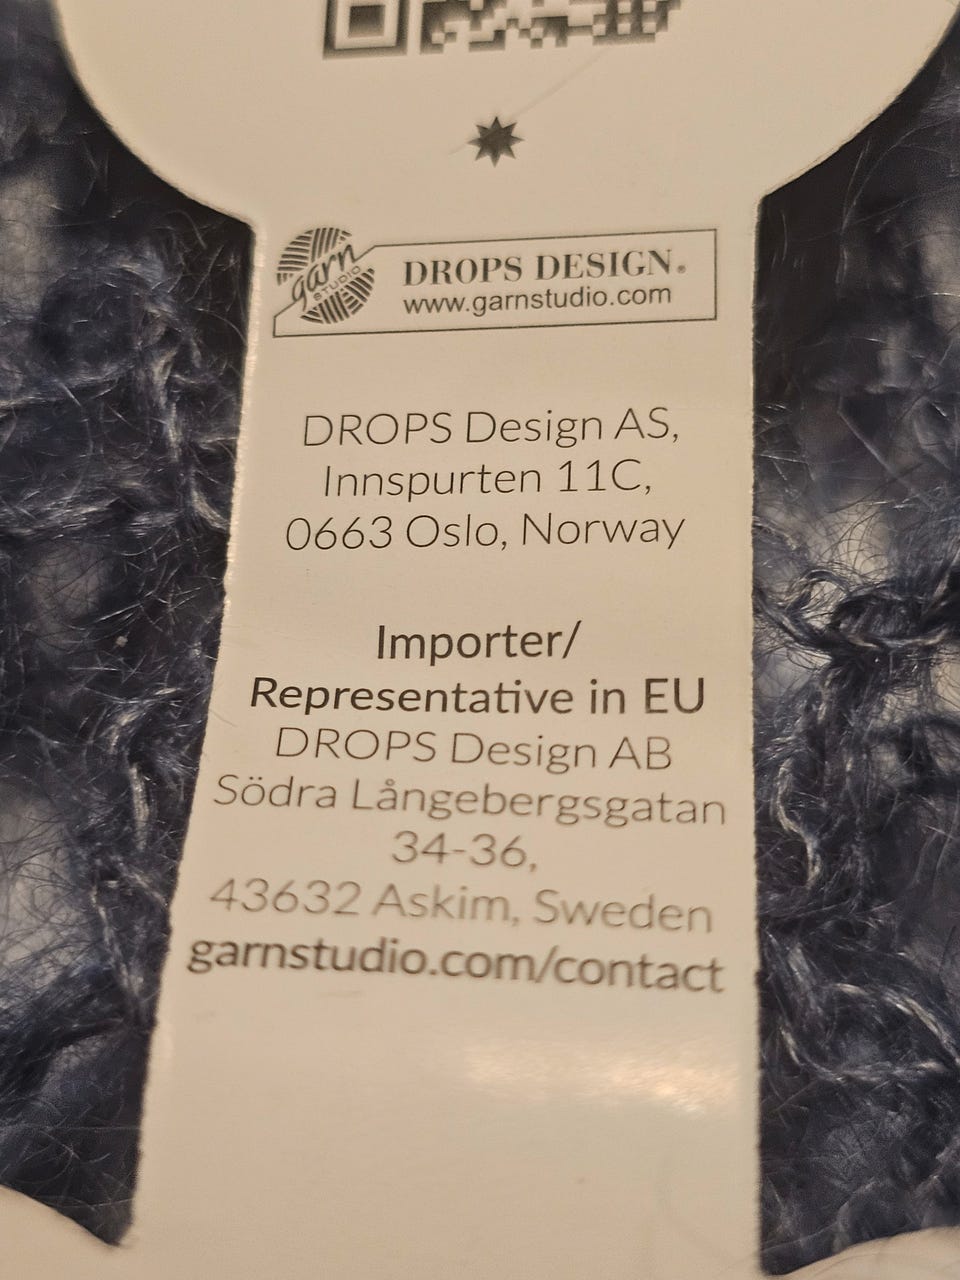 garn
STUDIO
DROPS DESIGN®
www.garnstudio.com
DROPS Design AS,
Innspurten 11C,
0663 Oslo, Norway
Importer/
Representative in EU
DROPS Design AB
Södra Långebergsgatan
34-36,
43632 Askim, Sweden
garnstudio.com/contact